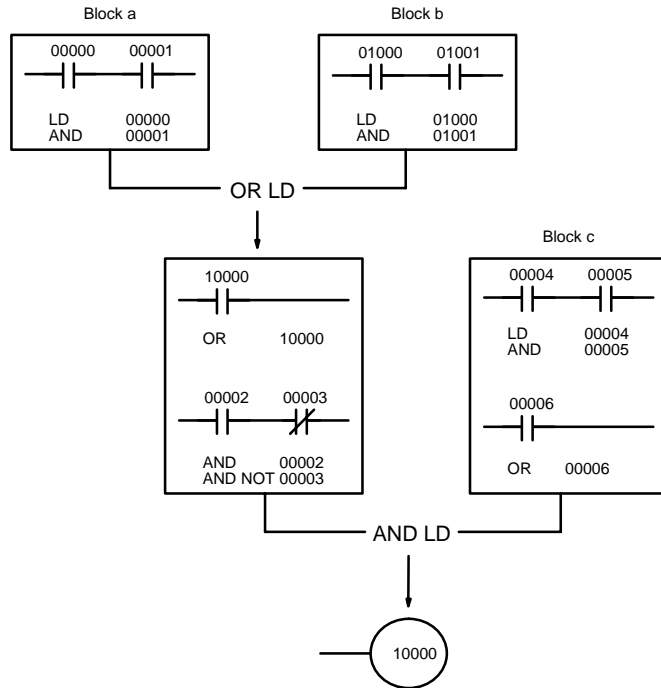 Block a
Block b
00000 00001
LD 00000
AND 00001
01000 01001
LD 01000
AND 01001
OR LD
Block c
10000
OR 10000
00002 00003
AND 00002
AND NOT 00003
00004 00005
LD 00004
AND 00005
00006
OR 00006
AND LD
10000